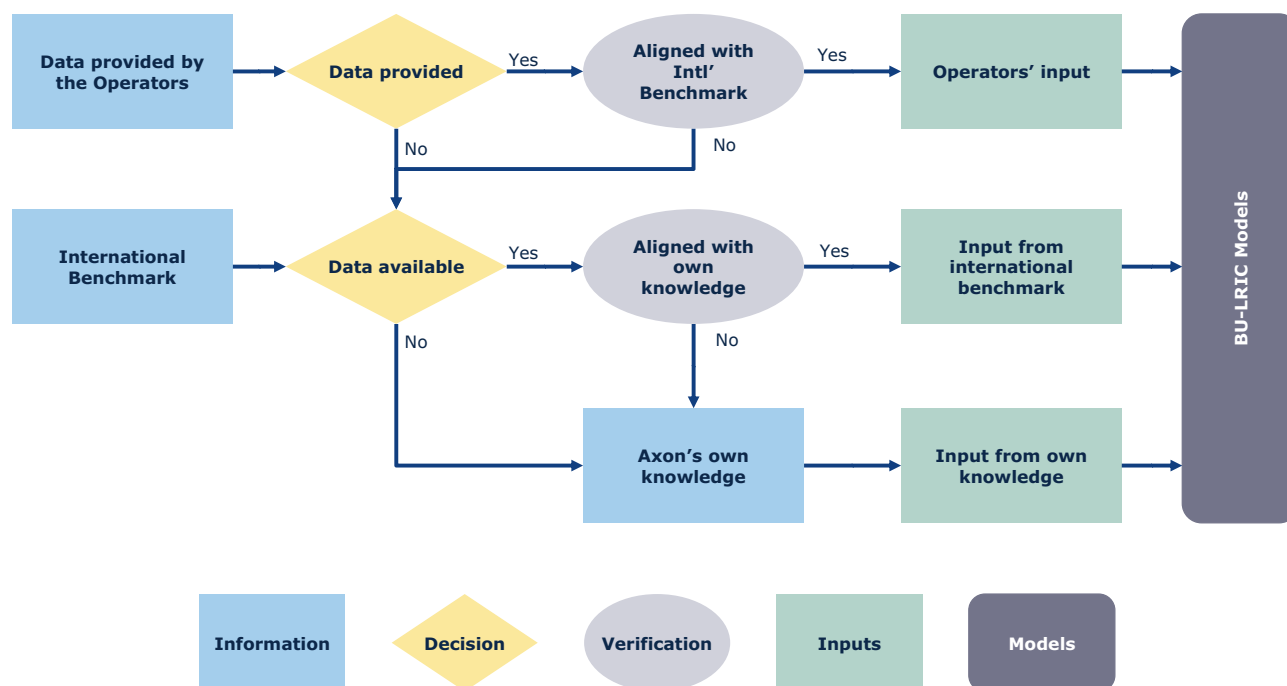 Data provided by
the Operators
Data provided
Yes
Aligned with
Intl’
Benchmark
Yes
Operators’ input
No
No
International
Benchmark
Data available
Yes
Aligned with
own
knowledge
Yes
Input from
international
benchmark
No
No
Axon’s own
knowledge
Input from own
knowledge
BU-LRIC Models
Information
Decision
Verification
Inputs
Models